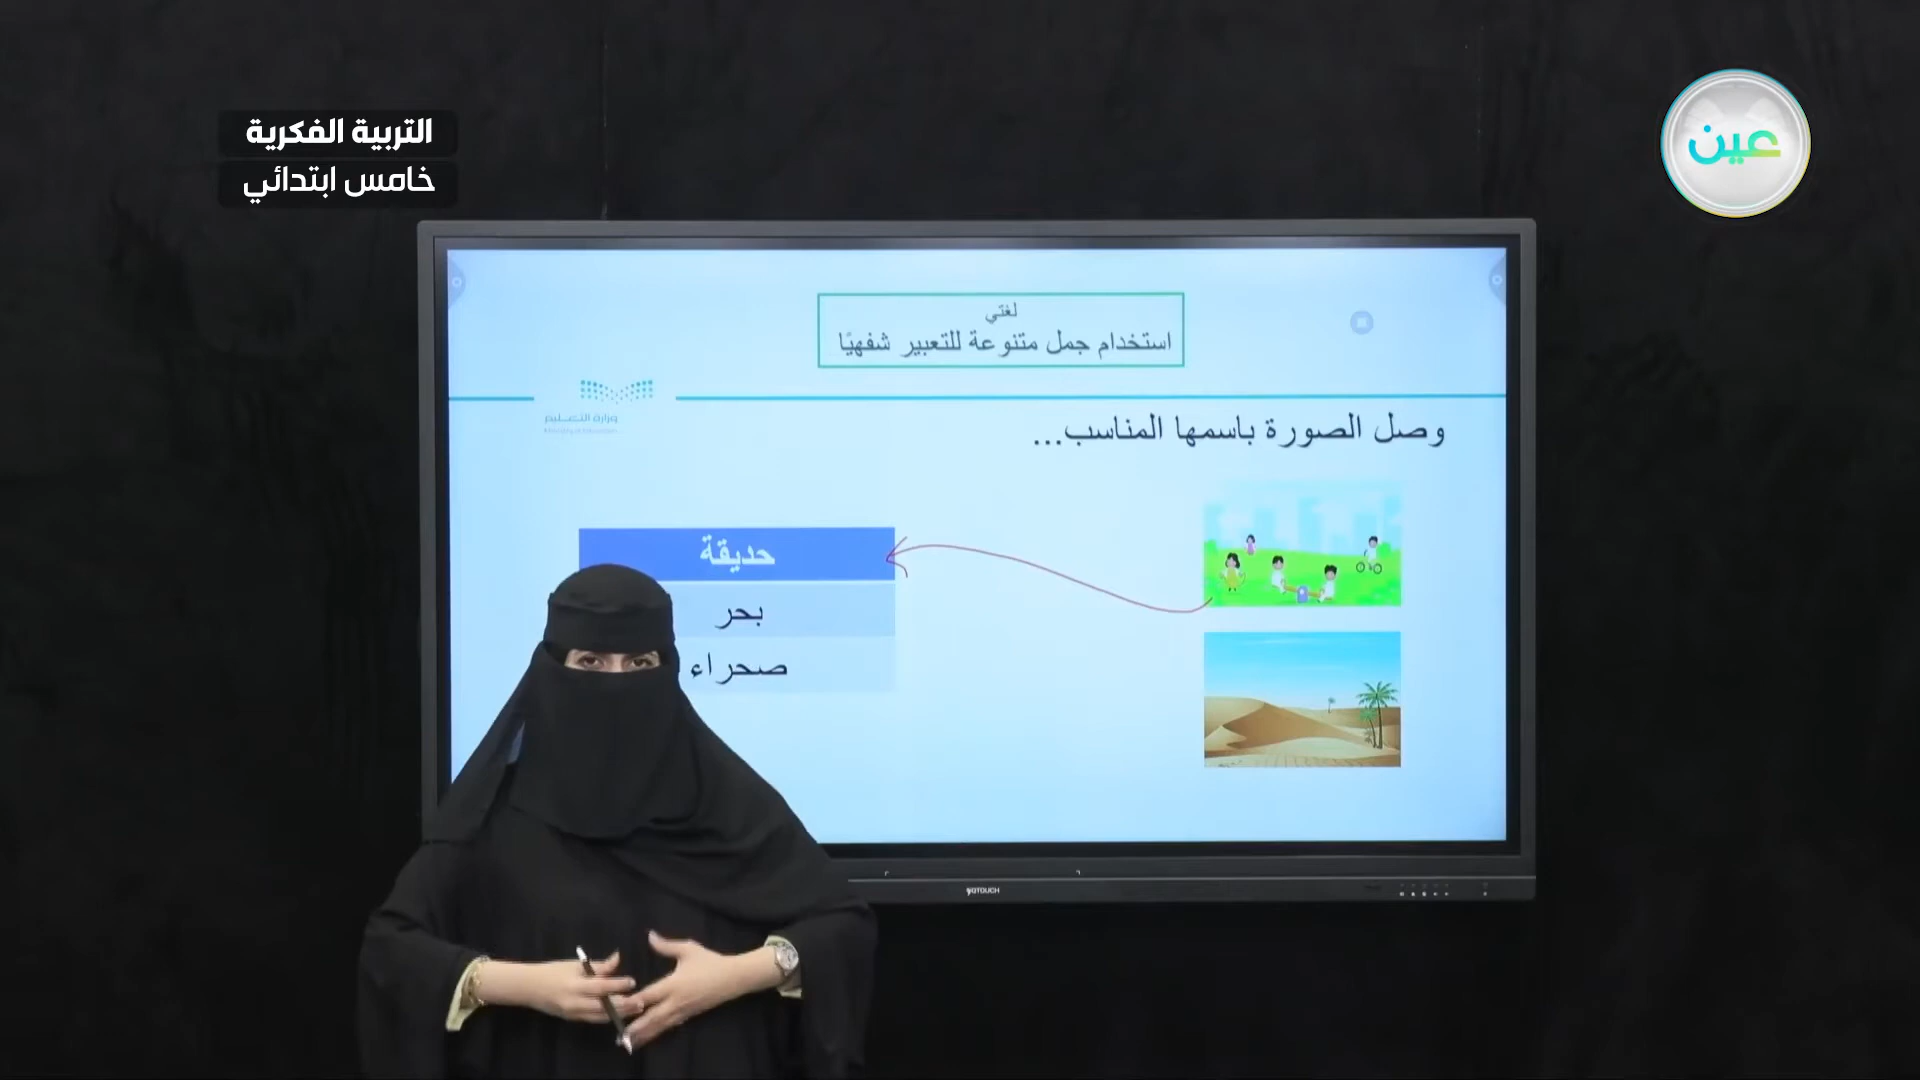 التربية الفكرية
خامس ابتدائي
عين
لغتي
استخدام جمل متنوعة للتعبير شفهيًا
وزارة التعليم
وصل الصورة باسمها المناسب...
حديقة
بحر
صحراء